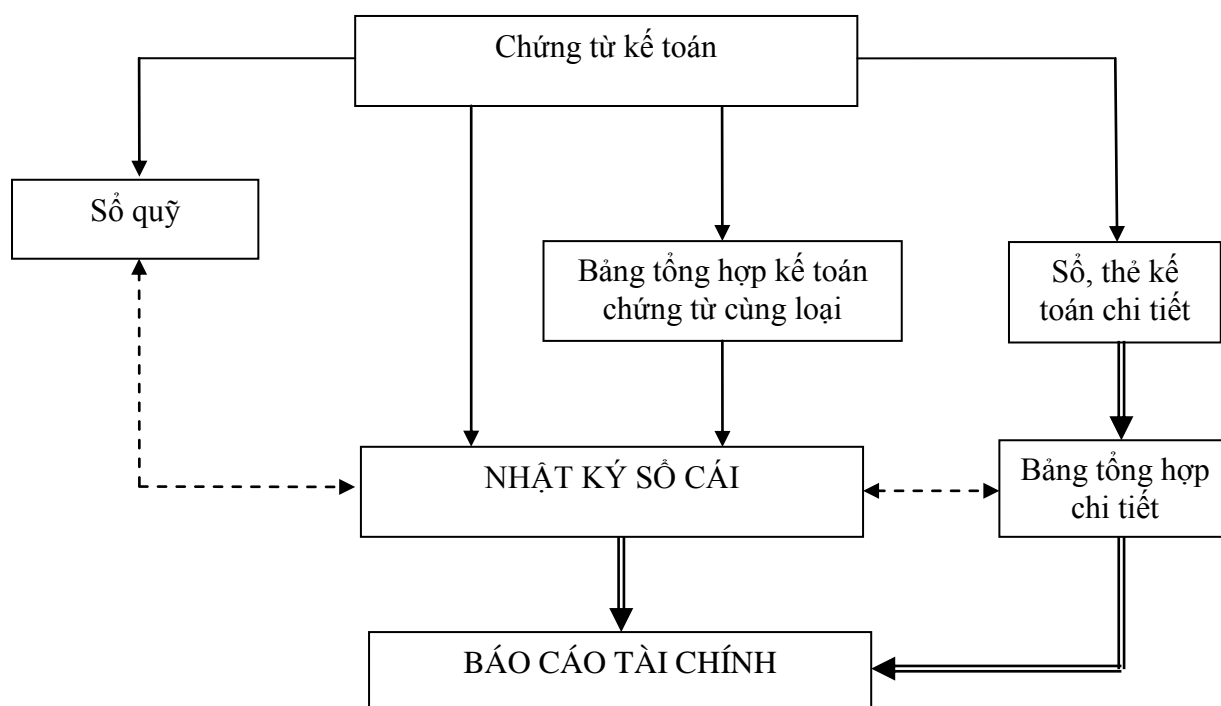 Chứng từ kế toán
Sổ quỹ
Bảng tổng hợp kế toán
chứng từ cùng loại
Sổ, thẻ kế
toán chi tiết
NHẬT KÝ SỔ CÁI
Bảng tổng hợp
chi tiết
BÁO CÁO TÀI CHÍNH